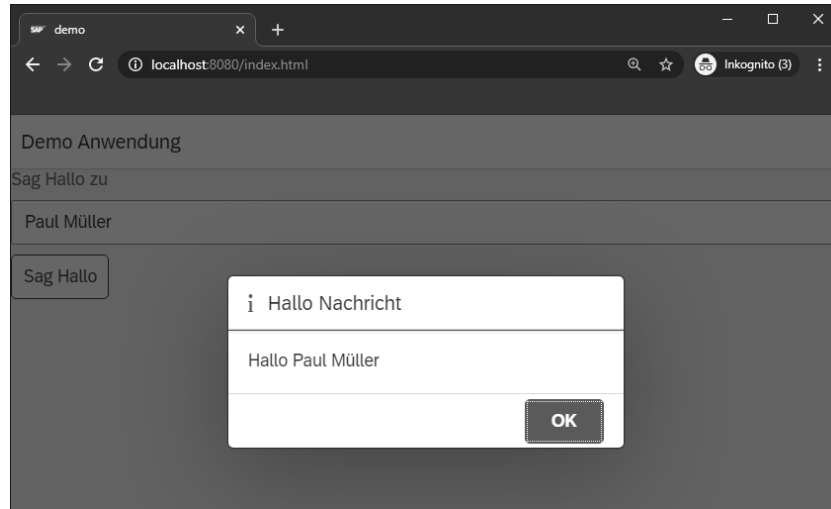 SAP demo
localhost:8080/index.html
Inkognito (3)
Demo Anwendung
Sag Hallo zu
Paul Müller
Sag Hallo
i Hallo Nachricht
Hallo Paul Müller
OK